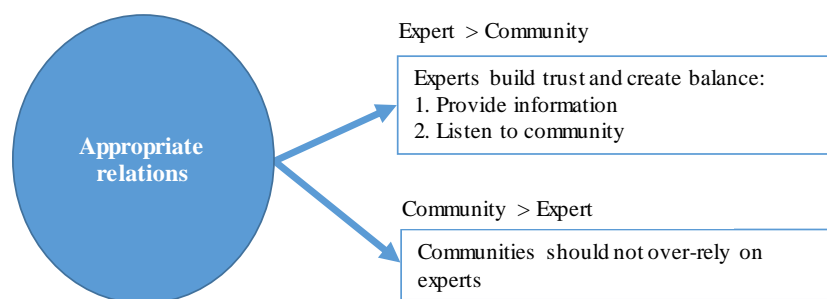 Expert > Community
Experts build trust and create balance:
1. Provide information
2. Listen to community
Appropriate
relations
Community > Expert
Communities should not over-rely on
experts